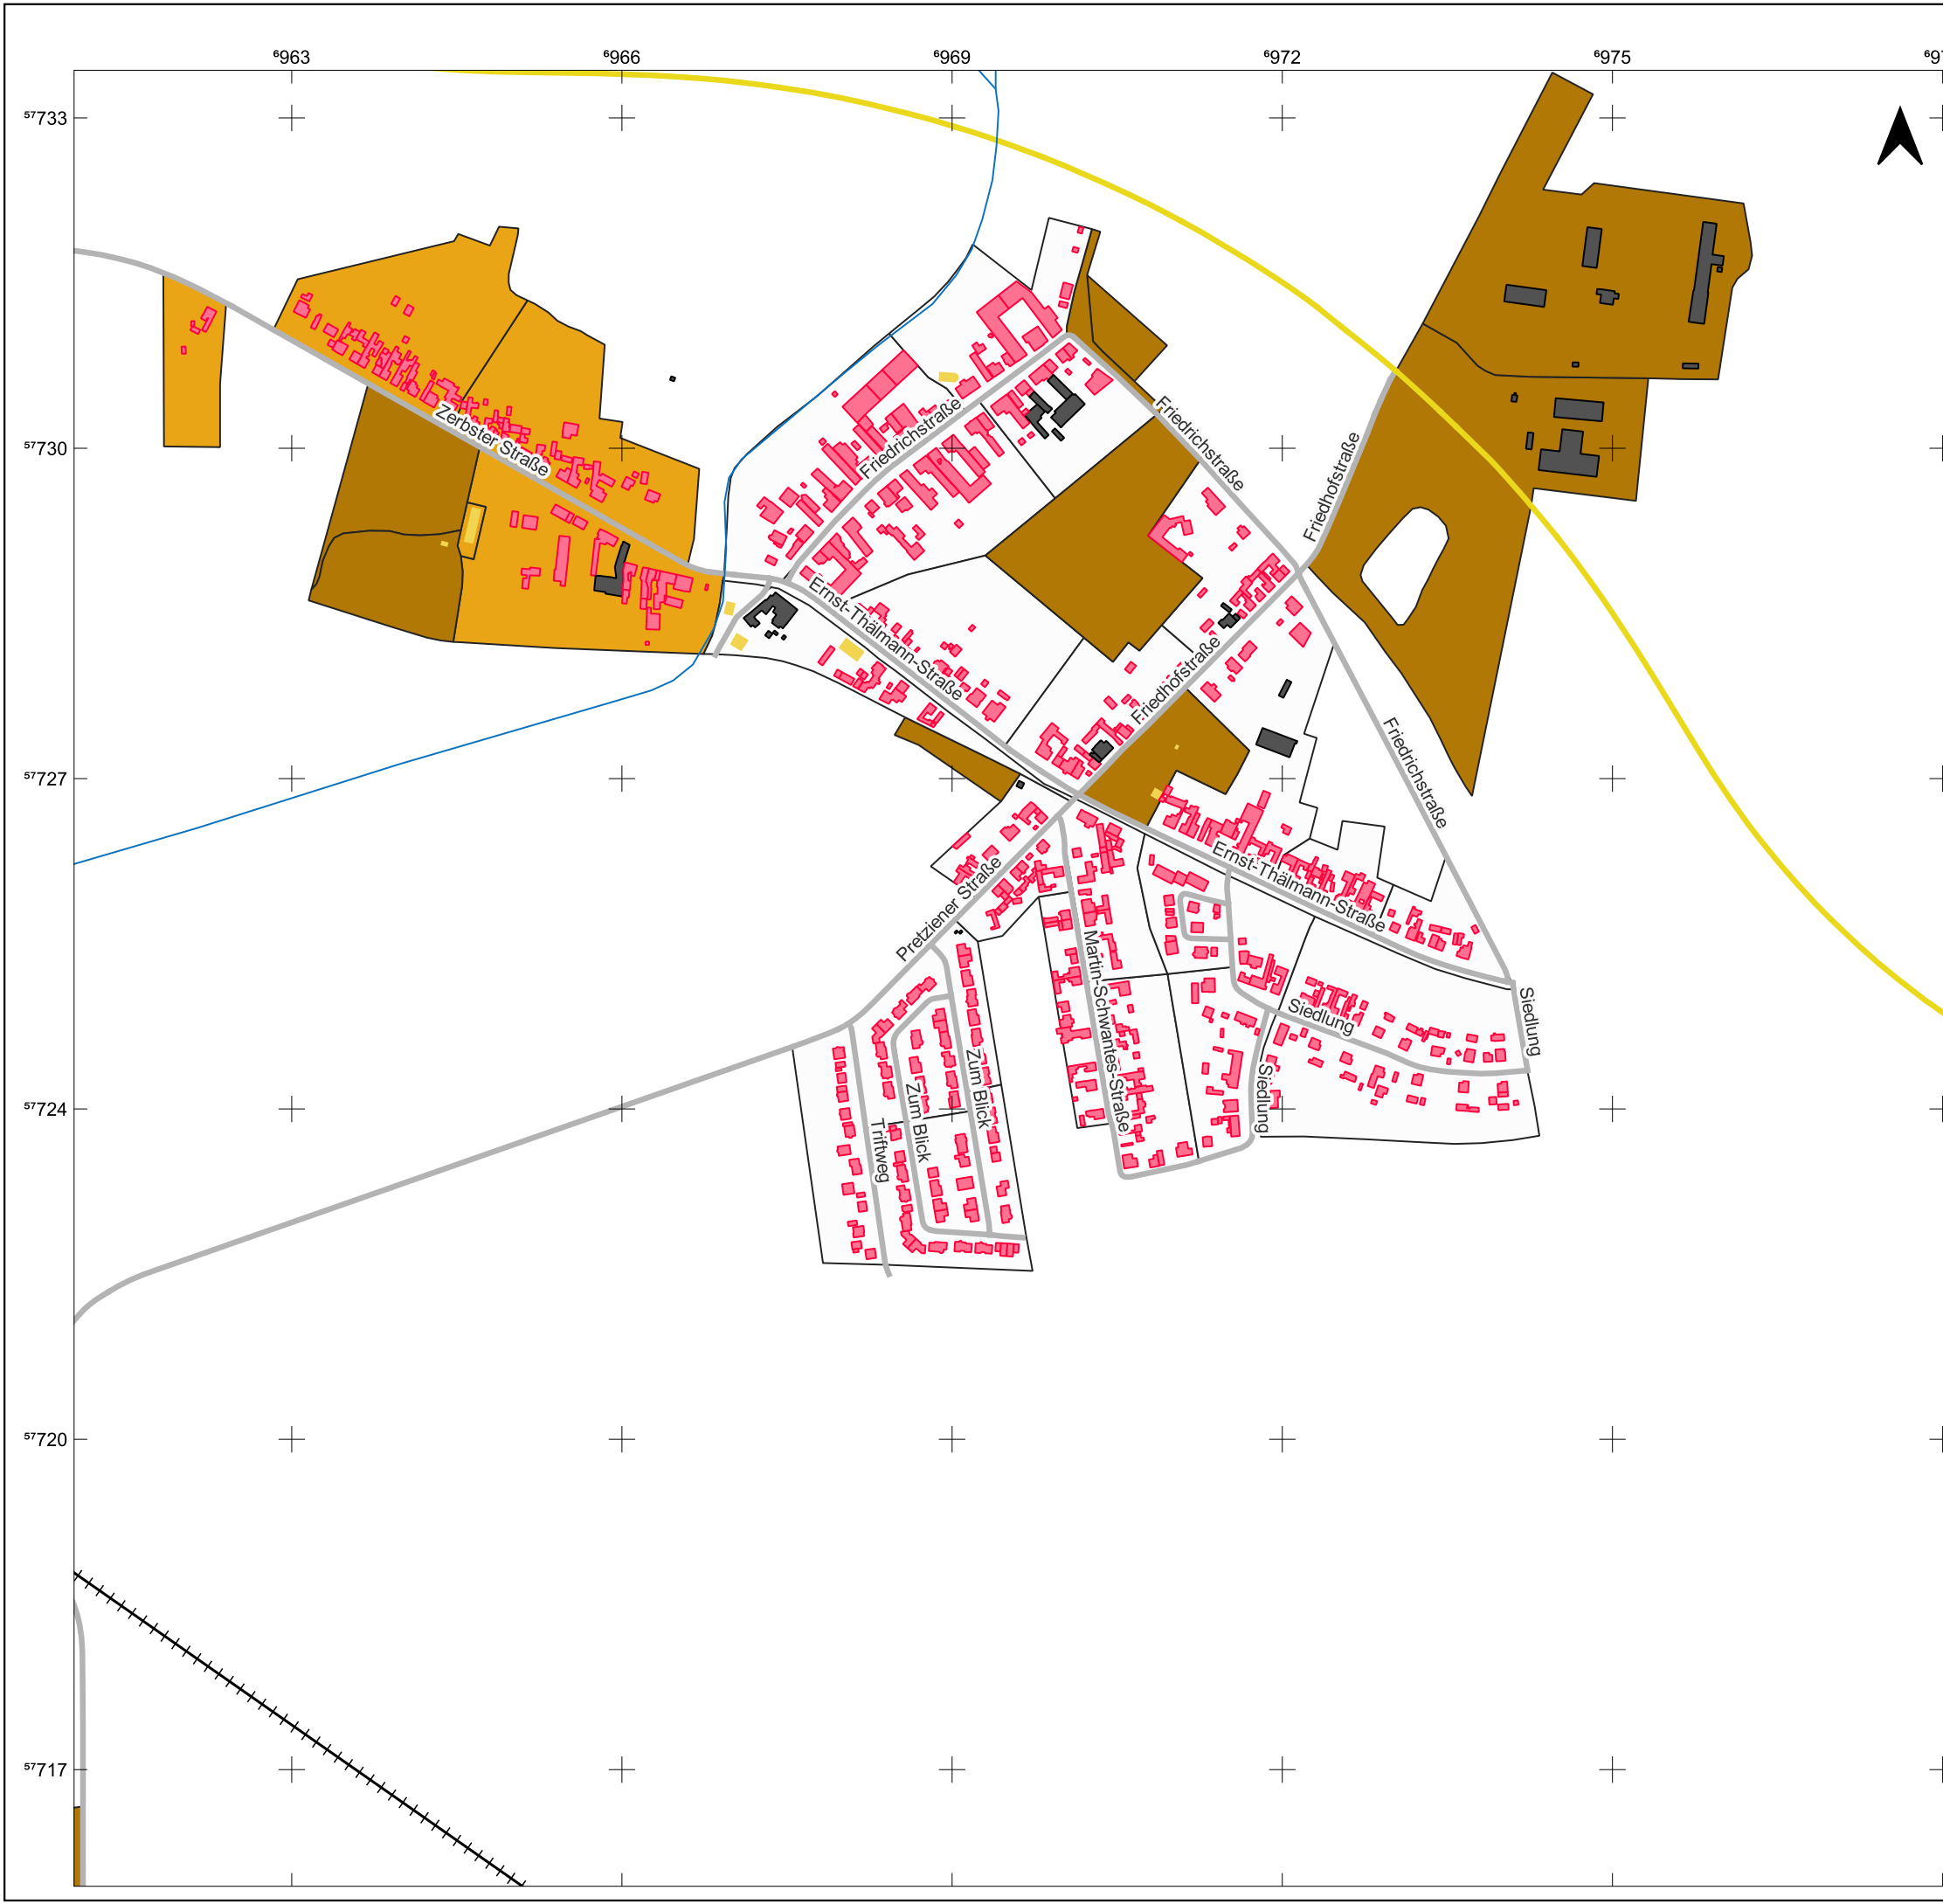 ⁶963 ⁶966 ⁶969 ⁶972 ⁶975 ⁶97
⁵⁷733
⁵⁷730
⁵⁷727
⁵⁷724
⁵⁷720
⁵⁷717
Zerbster Straße
Friedrichstraße
Friedrichstraße
Friedhofstraße
Ernst-Thälmann-Straße
Friedhofstraße
Friedrichstraße
Ernst-Thälmann-Straße
Pretziener Straße
Martin-Schwantes-Straße
Siedlung
Siedlung
Siedlung
Zum Blick
Zum Blick
Triftweg